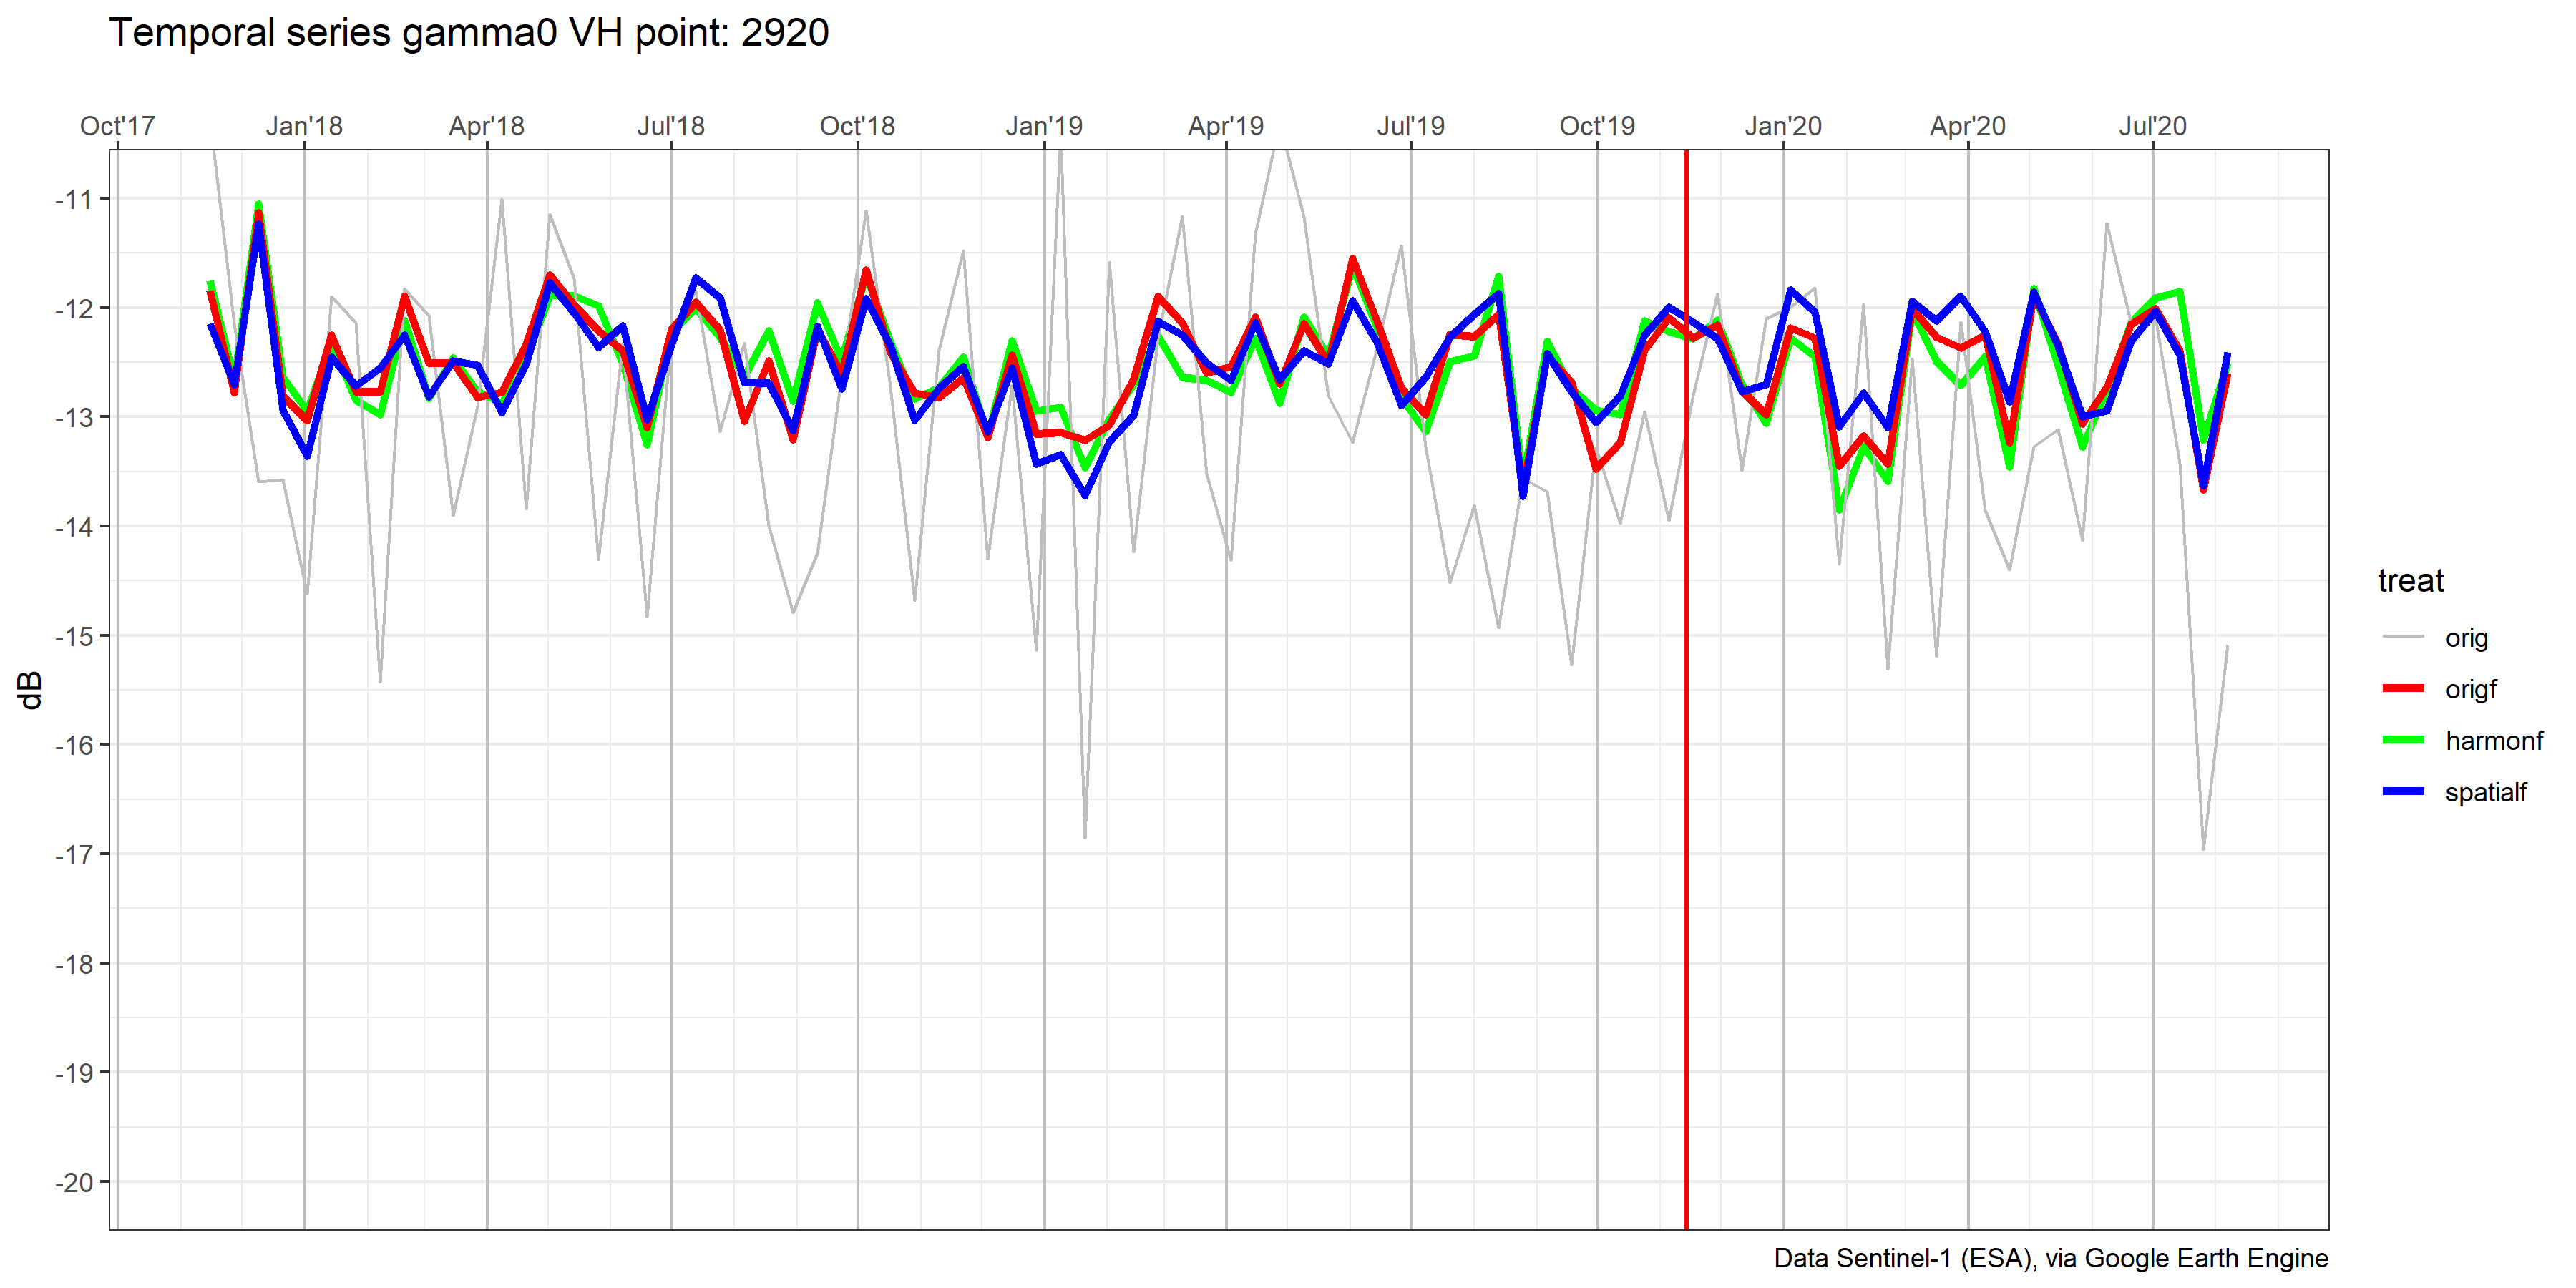 Temporal series gamma0 VH point: 2920
Oct'17 Jan'18 Apr'18 Jul'18 Oct'18 Jan'19 Apr'19 Jul'19 Oct'19 Jan'20 Apr'20 Jul'20
-11
-12
-13
-14
-15
-16
-17
-18
-19
-20
dB
treat
orig
origf
harmonf
spatialf
Data Sentinel-1 (ESA), via Google Earth Engine